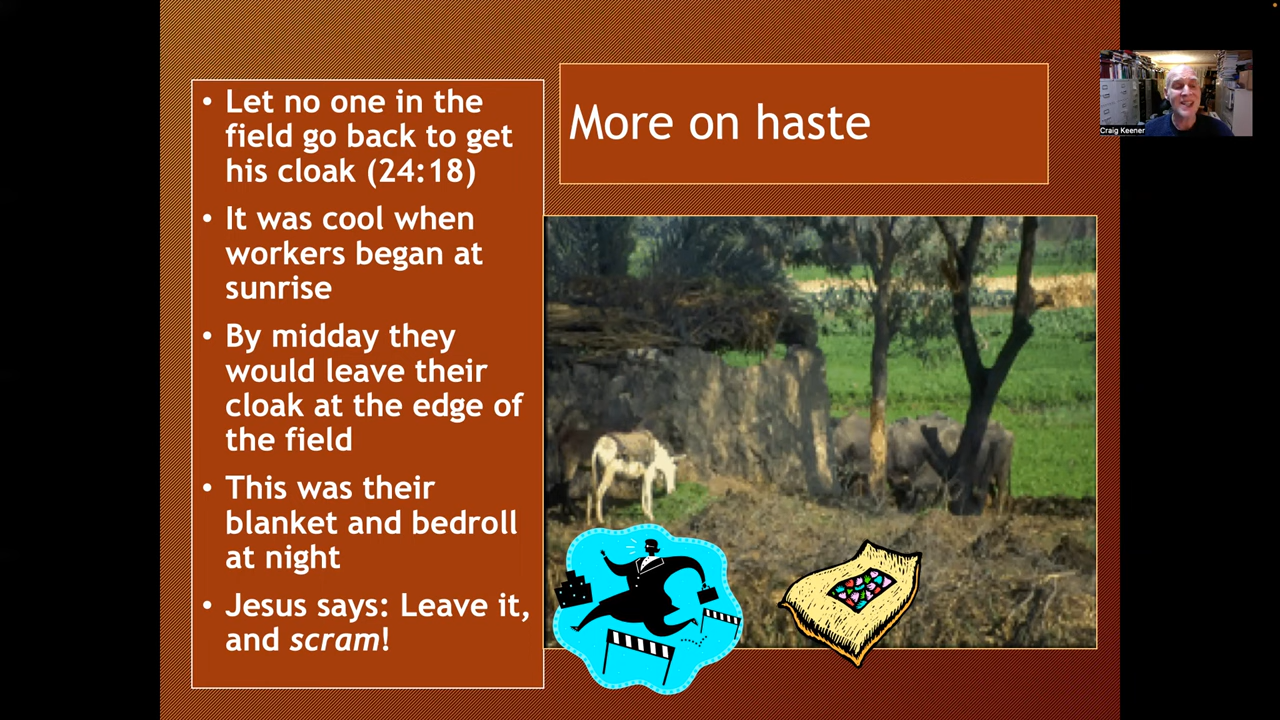 • Let no one in the
field go back to get
his cloak (24:18)
• It was cool when
workers began at
sunrise
• By midday they
would leave their
cloak at the edge of
the field
• This was their
blanket and bedroll
at night
• Jesus says: Leave it,
and scram!
More on haste
Craig Keener